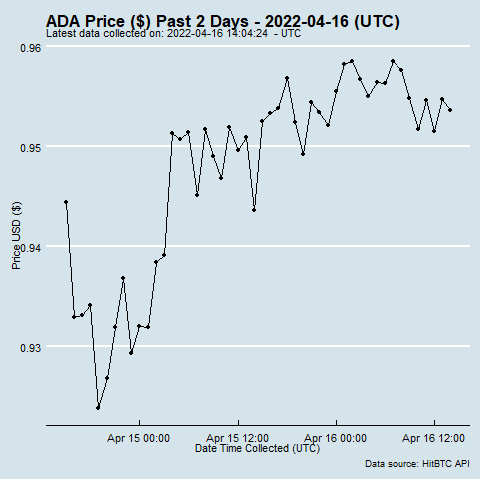 ADA Price ($) Past 2 Days - 2022-04-16 (UTC)
Latest data collected on: 2022-04-16 14:04:24 - UTC
0.96
0.95
0.94
0.93
Price USD ($)
Apr 15 00:00 Apr 15 12:00 Apr 16 00:00 Apr 16 12:00
Date Time Collected (UTC)
Data source: HitBTC API